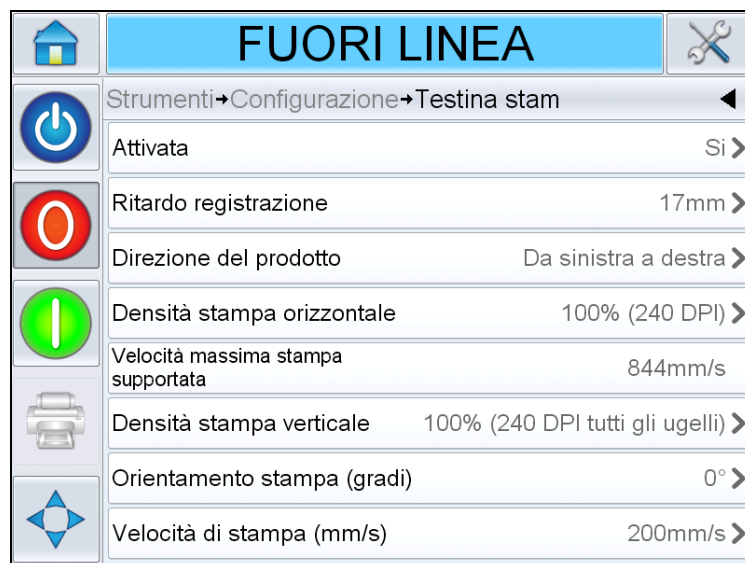 FUORI LINEA
Strumenti→Configurazione→Testina stam
Attivata Si
Ritardo registrazione 17mm
Direzione del prodotto Da sinistra a destra
Densità stampa orizzontale 100% (240 DPI)
Velocità massima stampa
supportata 844mm/s
Densità stampa verticale 100% (240 DPI tutti gli ugelli)
Orientamento stampa (gradi) 0°
Velocità di stampa (mm/s) 200mm/s